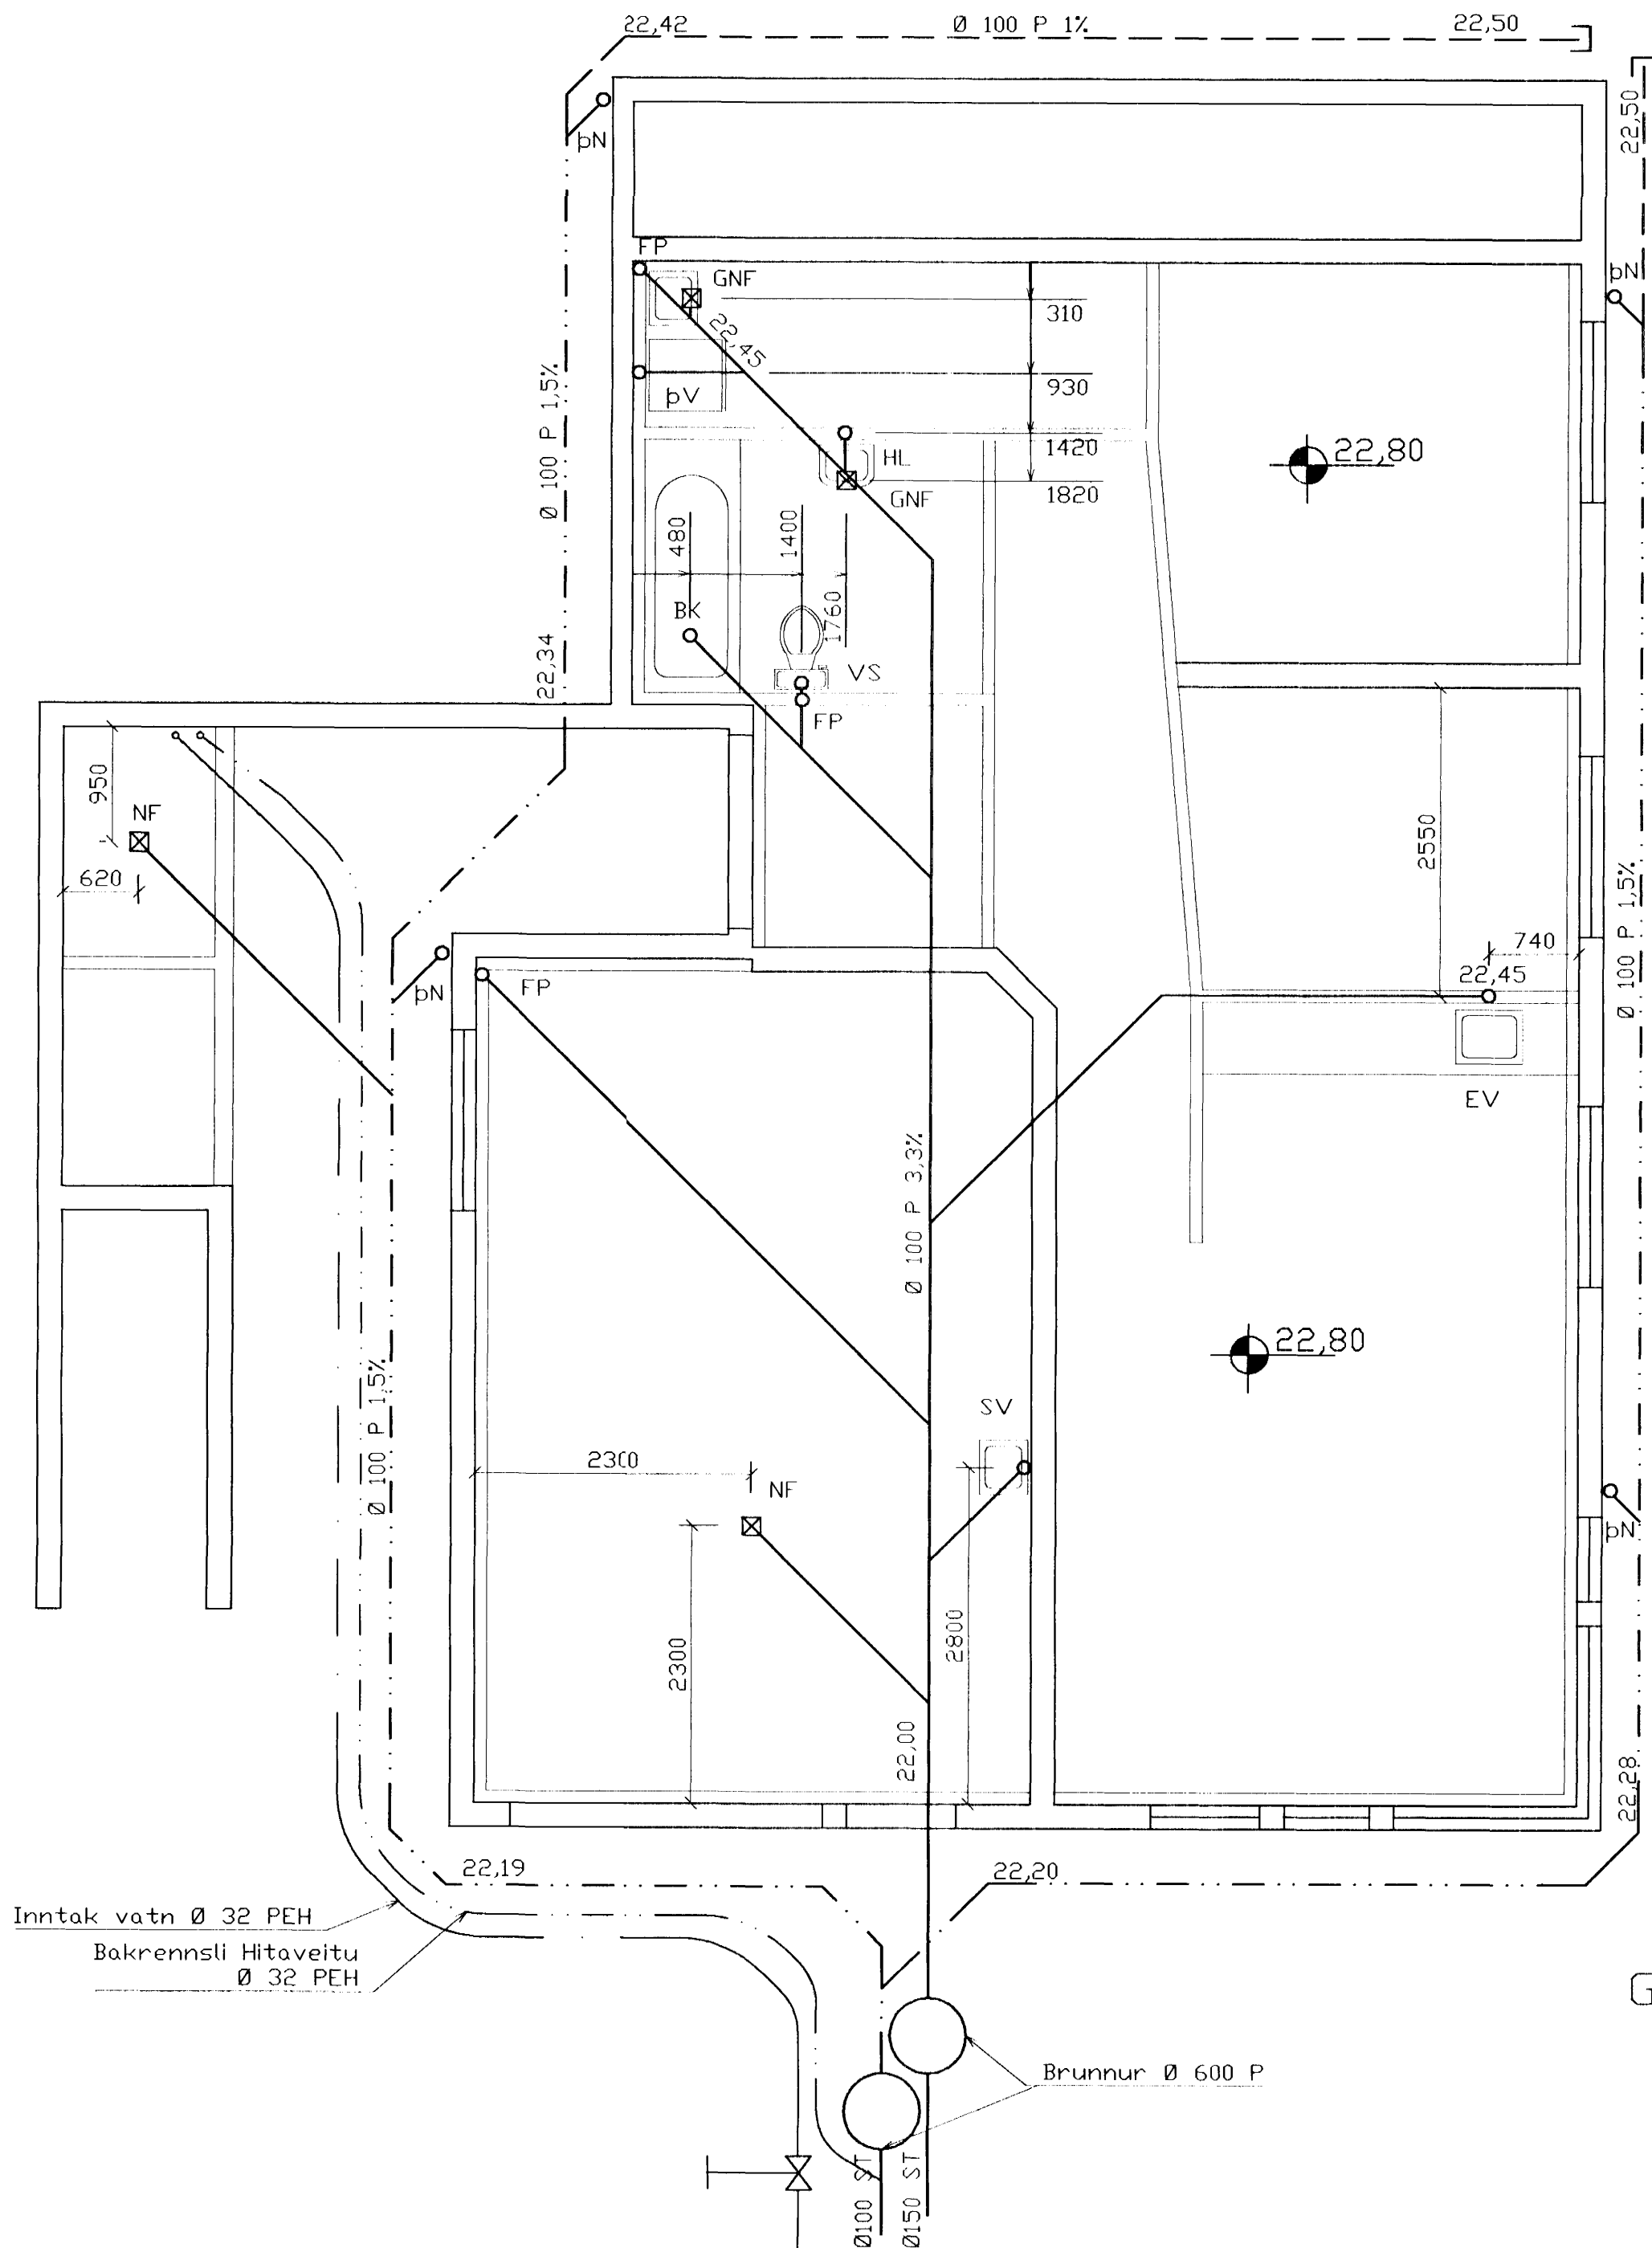 22,42
Ø 100 P 1%
22,50
22,50
þN
FP
GNF
þN
310
22,45
930
þV
Ø 100 P 1,5%
1420
HL
22,80
GNF
1820
480
1400
1760
BK
22,34
VS
FP
950
NF
2550
620
Ø 100 P 1,5%
740
22,45
FP
þN
EV
Ø 100 P 3,3%
22,80
Ø 100 P 1,5%
SV
2300
NF
þN
2300
2800
22,00
22,28
22,19
22,20
Inntak vatn Ø 32 PEH
Bakrennsli Hitaveitu
Ø 32 PEH
G
Brunnur Ø 600 P
Ø100 ST
Ø150 ST